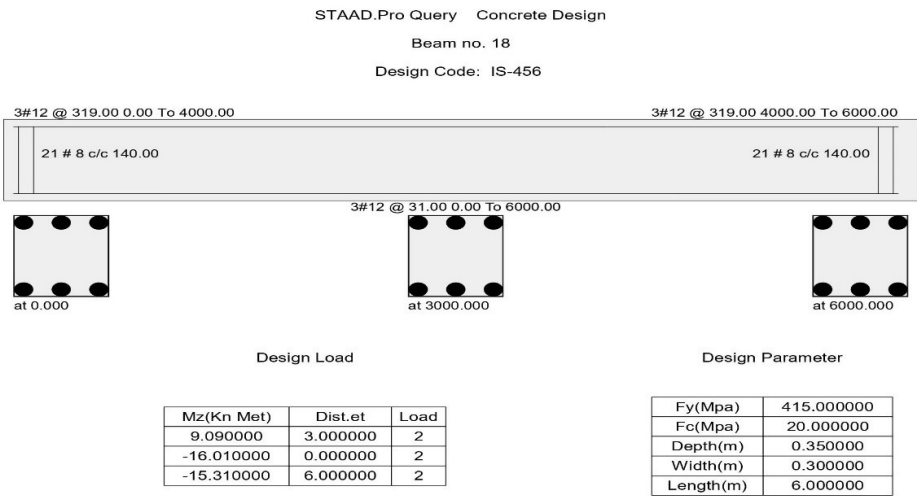 STAAD.Pro Query Concrete Design
Beam no. 18
Design Code: IS-456
3#12 @ 319.00 0.00 To 4000.00 3#12 @ 319.00 4000.00 To 6000.00
21 # 8 c/c 140.00 21 # 8 c/c 140.00
3#12 @ 31.00 0.00 To 6000.00
at 0.000 at 3000.000 at 6000.000
Design Load Design Parameter
Mz(Kn Met) Dist.et Load
9.090000 3.000000 2
-16.010000 0.000000 2
-15.310000 6.000000 2
Fy(Mpa) 415.000000
Fc(Mpa) 20.000000
Depth(m) 0.350000
Width(m) 0.300000
Length(m) 6.000000